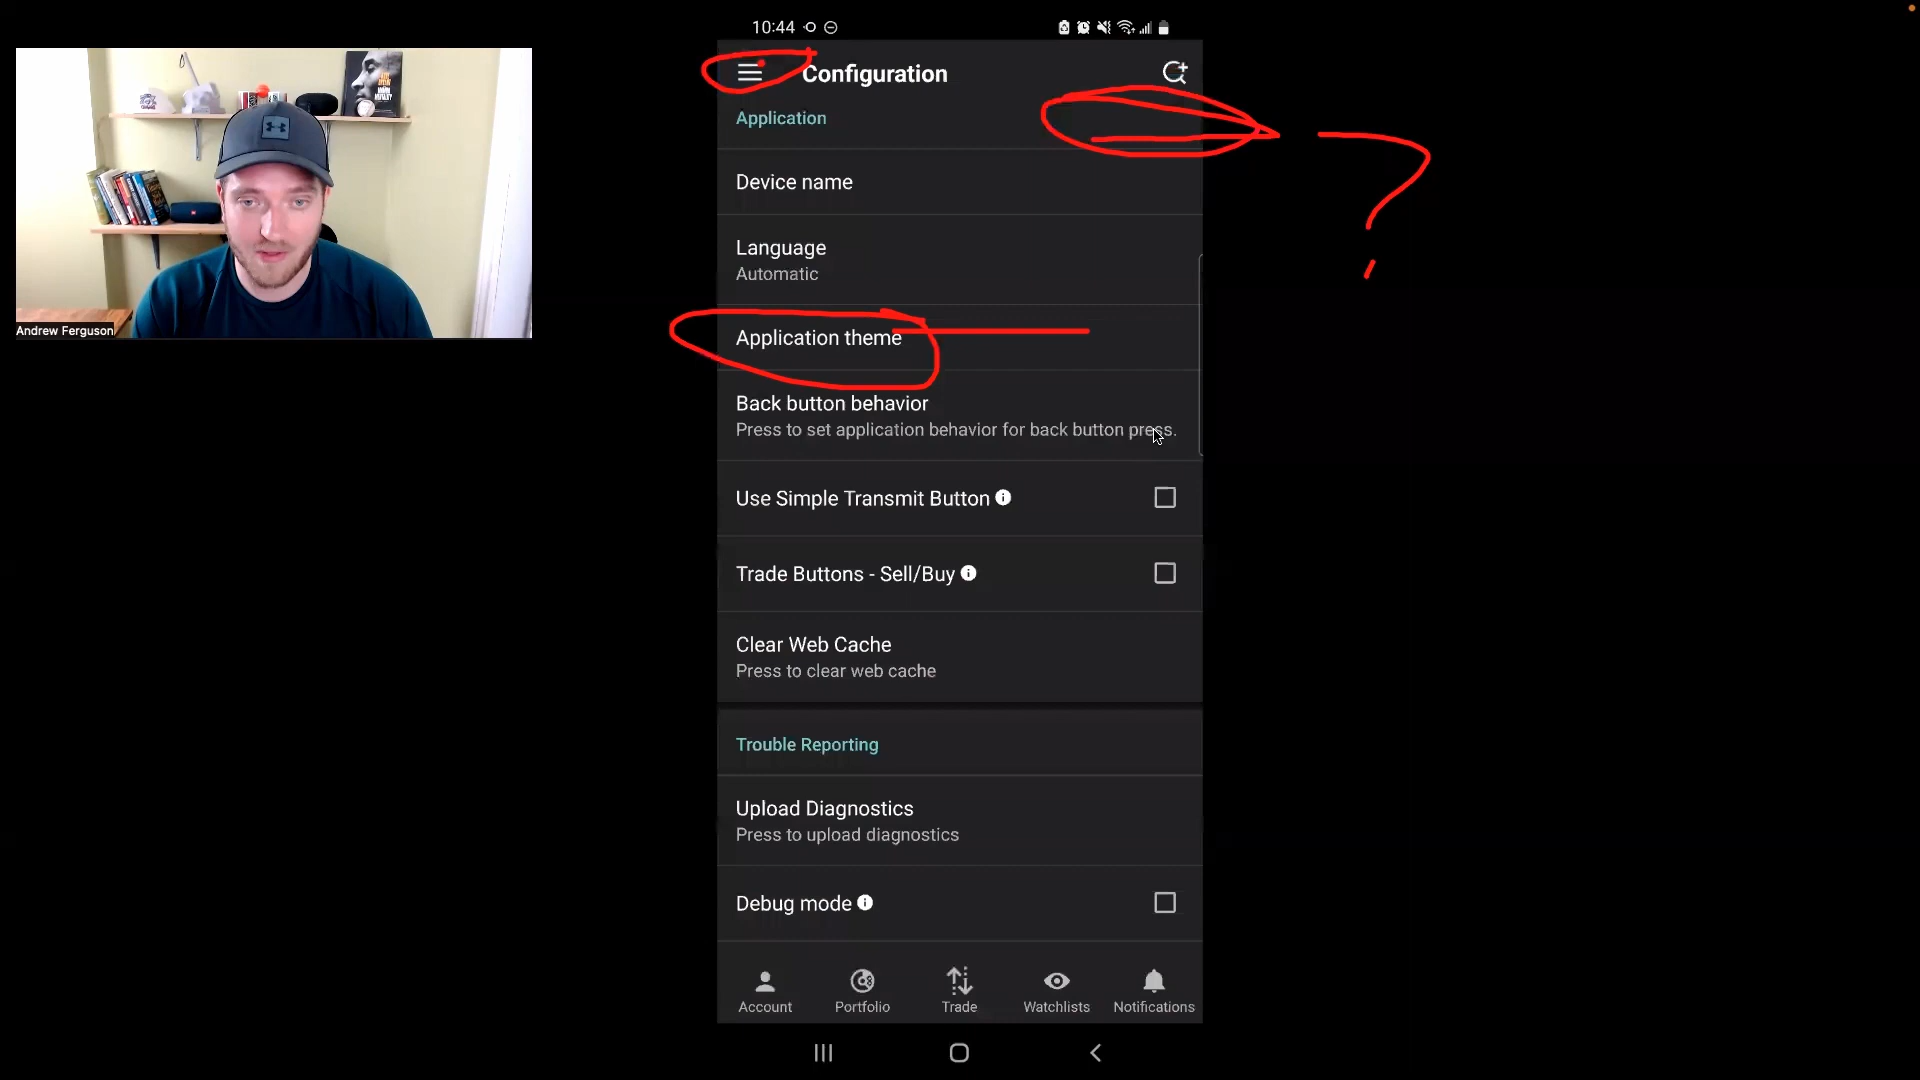 10:44
Configuration
Application
Device name
Language
Automatic
Application theme
Back button behavior
Press to set application behavior for back button press.
Use Simple Transmit Button
Trade Buttons - Sell/Buy
Clear Web Cache
Press to clear web cache
Trouble Reporting
Upload Diagnostics
Press to upload diagnostics
Debug mode
Account Portfolio Trade Watchlists Notifications
Andrew Ferguson
?